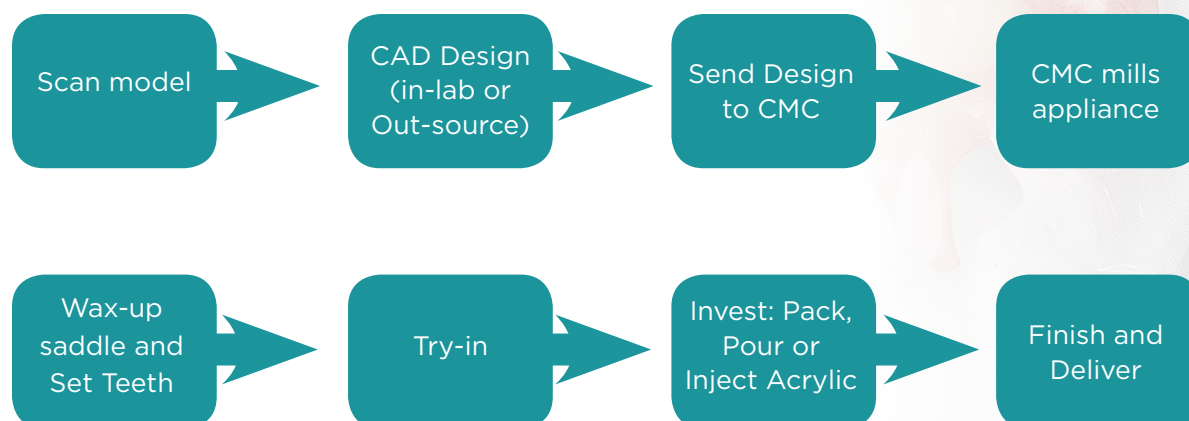 Scan model
CAD Design
(in-lab or
Out-source)
Send Design
to CMC
CMC mills
appliance
Wax-up
saddle and
Set Teeth
Try-in
Invest: Pack,
Pour or
Inject Acrylic
Finish and
Deliver